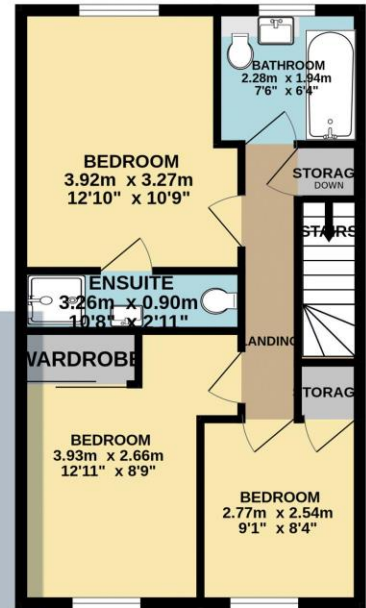 BATHROOM
2.28m x 1.94m
7'6" x 6'4"
BEDROOM
3.92m x 3.27m
12'10" x 10'9"
STORAG
DOWN
STAIRS
ENSUITE
3.26m x 0.90m
10'8" x 2'11"
LANDING
WARDROBE
STORAG
BEDROOM
3.93m x 2.66m
12'11" x 8'9"
BEDROOM
2.77m x 2.54m
9'1" x 8'4"